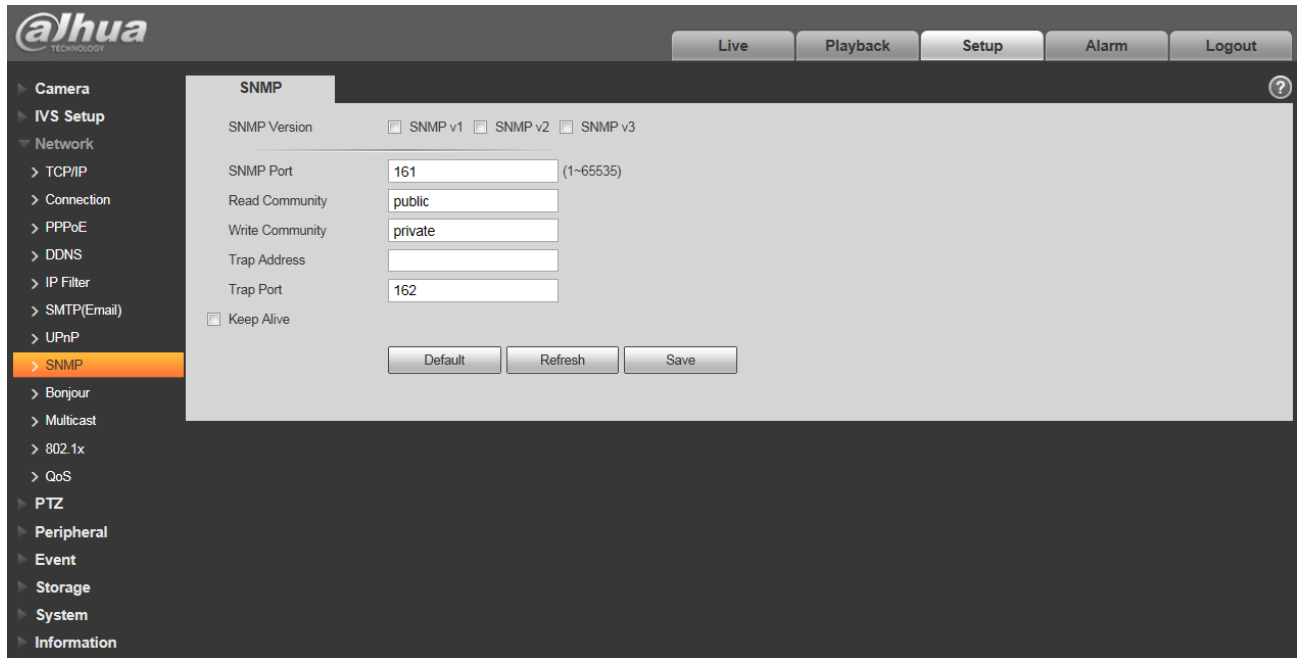 alhua
TECHNOLOGY
Live Playback Setup Alarm Logout
Camera
IVS Setup
Network
TCP/IP
Connection
PPPoE
DDNS
IP Filter
SMTP(Email)
UPnP
SNMP
Bonjour
Multicast
802.1x
QoS
PTZ
Peripheral
Event
Storage
System
Information
SNMP
?
SNMP Version SNMP v1 SNMP v2 SNMP v3
SNMP Port 161 (1~65535)
Read Community public
Write Community private
Trap Address
Trap Port 162
Keep Alive
Default Refresh Save